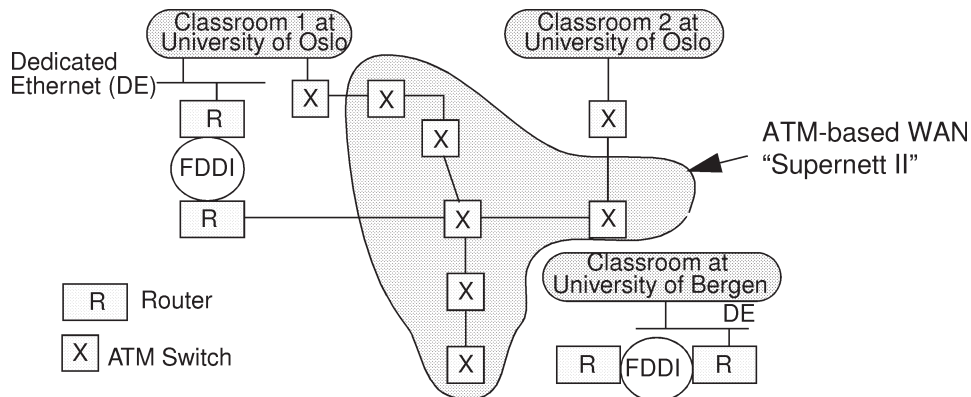 Classroom 1 at
University of Oslo
Classroom 2 at
University of Oslo
Dedicated
Ethernet (DE)
X
X
X
X
R
FDDI
R
X
X
ATM-based WAN
“Supernett II”
X
X
Classroom at
University of Bergen
DE
R
FDDI
R
R
Router
X
ATM Switch